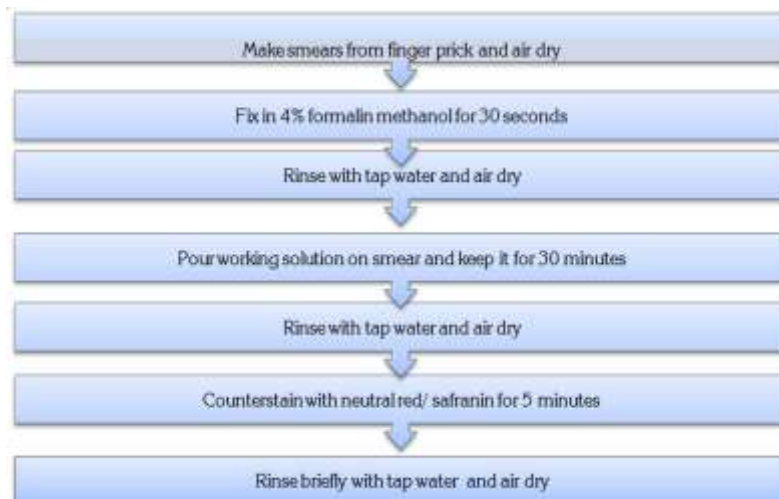 Make smears from finger prick and air dry
Fix in 4% formalin methanol for 30 seconds
Rinse with tap water and air dry
Pour working solution on smear and keep it for 30 minutes
Rinse with tap water and air dry
Counterstain with neutral red/ safranin for 5 minutes
Rinse briefly with tap water and air dry